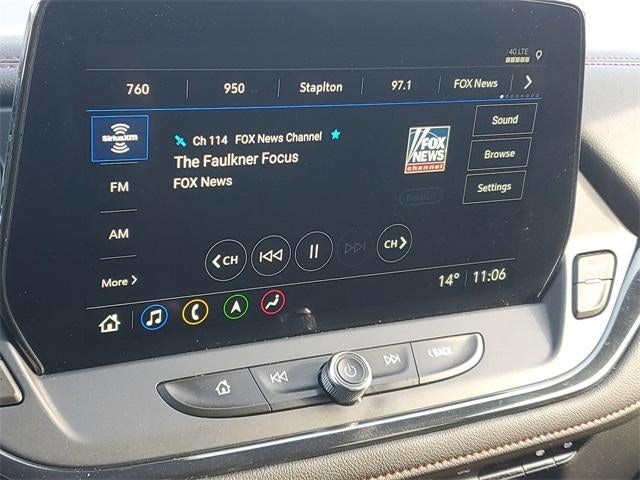 4G LTE
760 950 Staplton 97.1 FOX News
SiriusXM
Ch 114 FOX News Channel
The Faulkner Focus
FOX News
FOX
NEWS
channel
Sound
Browse
Settings
FM
AM
More
CH
CH
14° 11:06
BACK